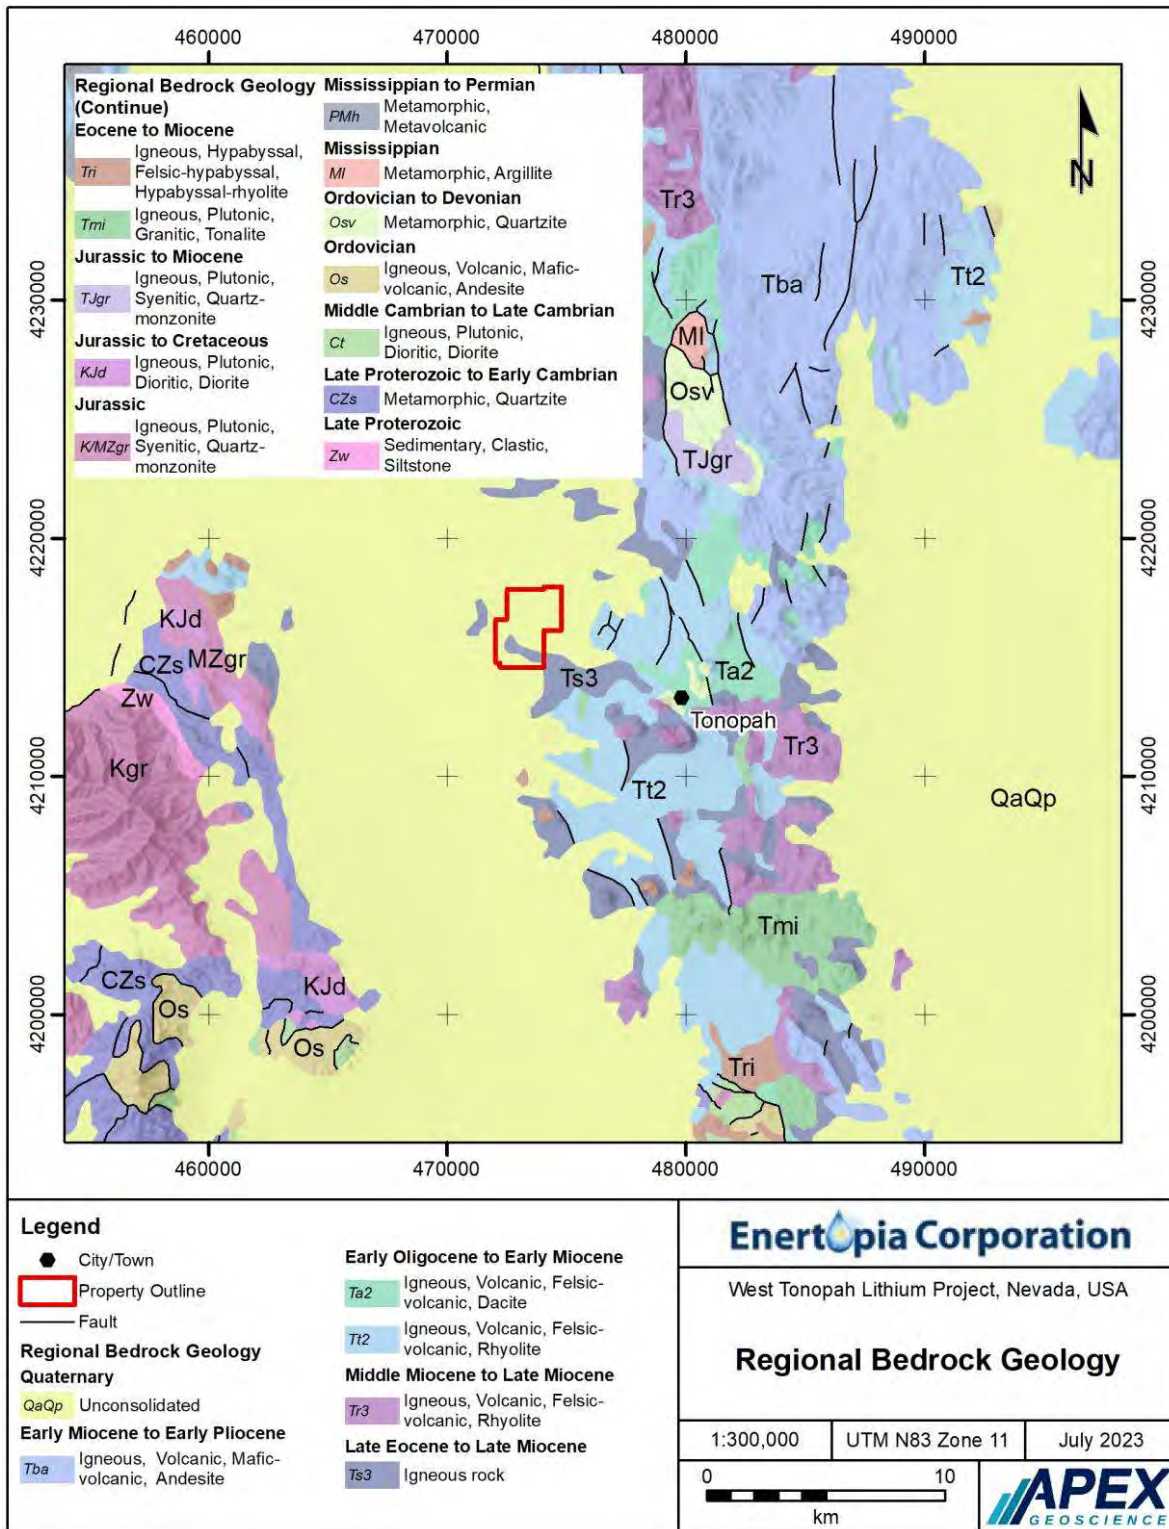 460000
470000
480000
490000
Regional Bedrock Geology
(Continue)
Eocene to Miocene
Tri
Igneous, Hypabyssal,
Felsic-hypabyssal,
Hypabyssal-rhyolite
Tmi
Igneous, Plutonic,
Granitic, Tonalite
Jurassic to Miocene
TJgr
Igneous, Plutonic,
Syenitic, Quartz-
monzonite
Jurassic to Cretaceous
KJd
Igneous, Plutonic,
Dioritic, Diorite
Jurassic
K/MZgr
Igneous, Plutonic,
Syenitic, Quartz-
monzonite
Mississippian to Permian
PMh
Metamorphic,
Metavolcanic
Mississippian
MI
Metamorphic, Argillite
Ordovician to Devonian
Osv
Metamorphic, Quartzite
Ordovician
Os
Igneous, Volcanic, Mafic-
volcanic, Andesite
Middle Cambrian to Late Cambrian
Ct
Igneous, Plutonic,
Dioritic, Diorite
Late Proterozoic to Early Cambrian
CZs
Metamorphic, Quartzite
Late Proterozoic
Zw
Sedimentary, Clastic,
Siltstone
N
Tr3
Tba
Tt2
4230000
4230000
MI
Osv
TJgr
4220000
4220000
KJd
CZs
MZgr
Zw
Ts3
Ta2
Tonopah
Kgr
Tr3
4210000
4210000
Tt2
QaQp
Tmi
CZs
KJd
Os
4200000
4200000
Os
Tri
460000
470000
480000
490000
Legend
City/Town
Property Outline
Fault
Regional Bedrock Geology
Quaternary
QaQp
Unconsolidated
Early Miocene to Early Pliocene
Tba
Igneous, Volcanic, Mafic-
volcanic, Andesite
Early Oligocene to Early Miocene
Ta2
Igneous, Volcanic, Felsic-
volcanic, Dacite
Tt2
Igneous, Volcanic, Felsic-
volcanic, Rhyolite
Middle Miocene to Late Miocene
Tr3
Igneous, Volcanic, Felsic-
volcanic, Rhyolite
Late Eocene to Late Miocene
Ts3
Igneous rock
Enertopia Corporation
West Tonopah Lithium Project, Nevada, USA
Regional Bedrock Geology
1:300,000
UTM N83 Zone 11
July 2023
0
10
km
APEX
GEOSCIENCE